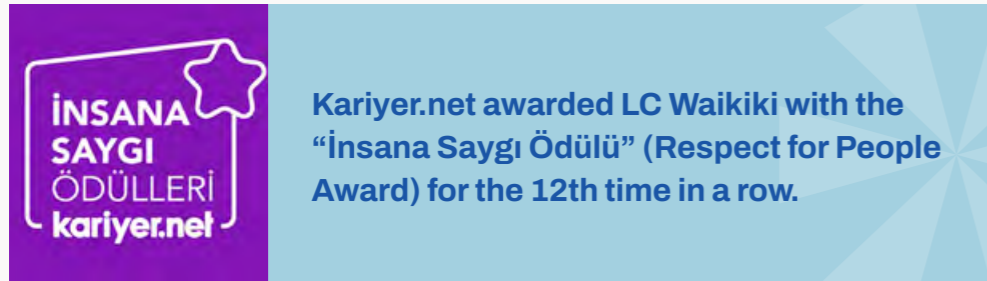 İNSANA
SAYGI
ÖDÜLLERİ
kariyer.net
Kariyer.net awarded LC Waikiki with the
“İnsana Saygı Ödülü” (Respect for People
Award) for the 12th time in a row.